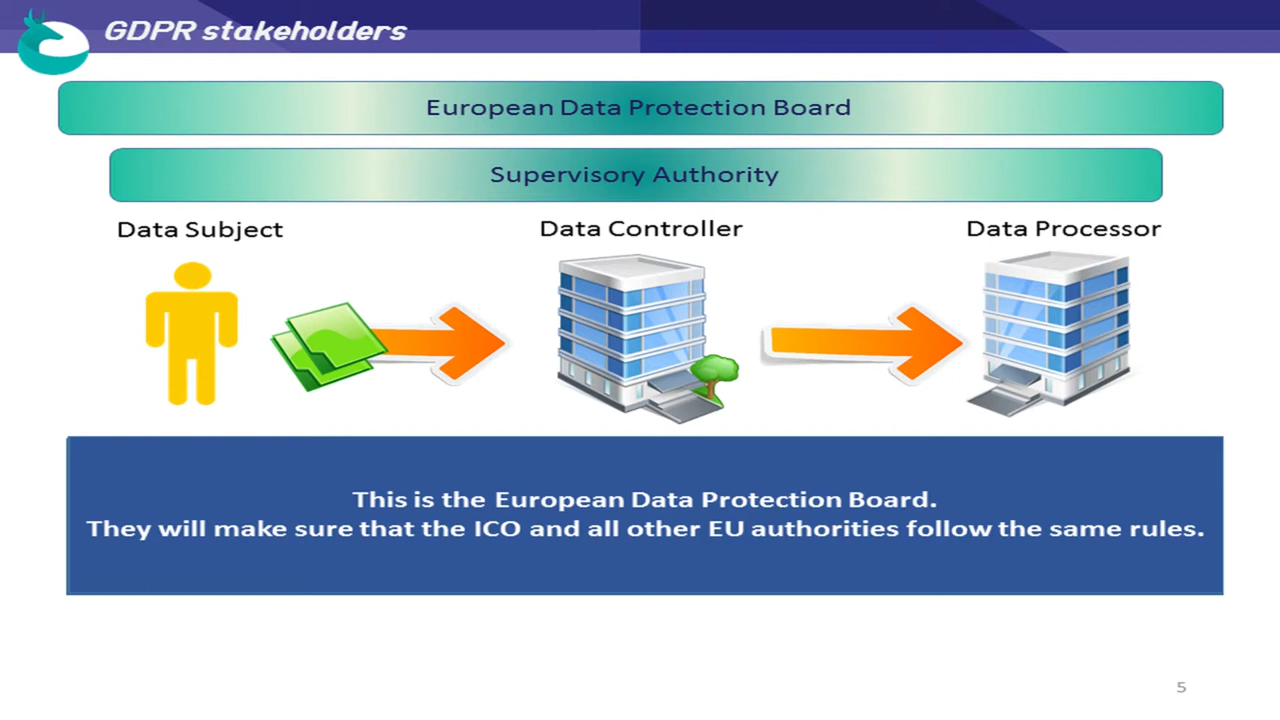 GDPR stakeholders
European Data Protection Board
Supervisory Authority
Data Subject
Data Controller
Data Processor
This is the European Data Protection Board.
They will make sure that the ICO and all other EU authorities follow the same rules.
5